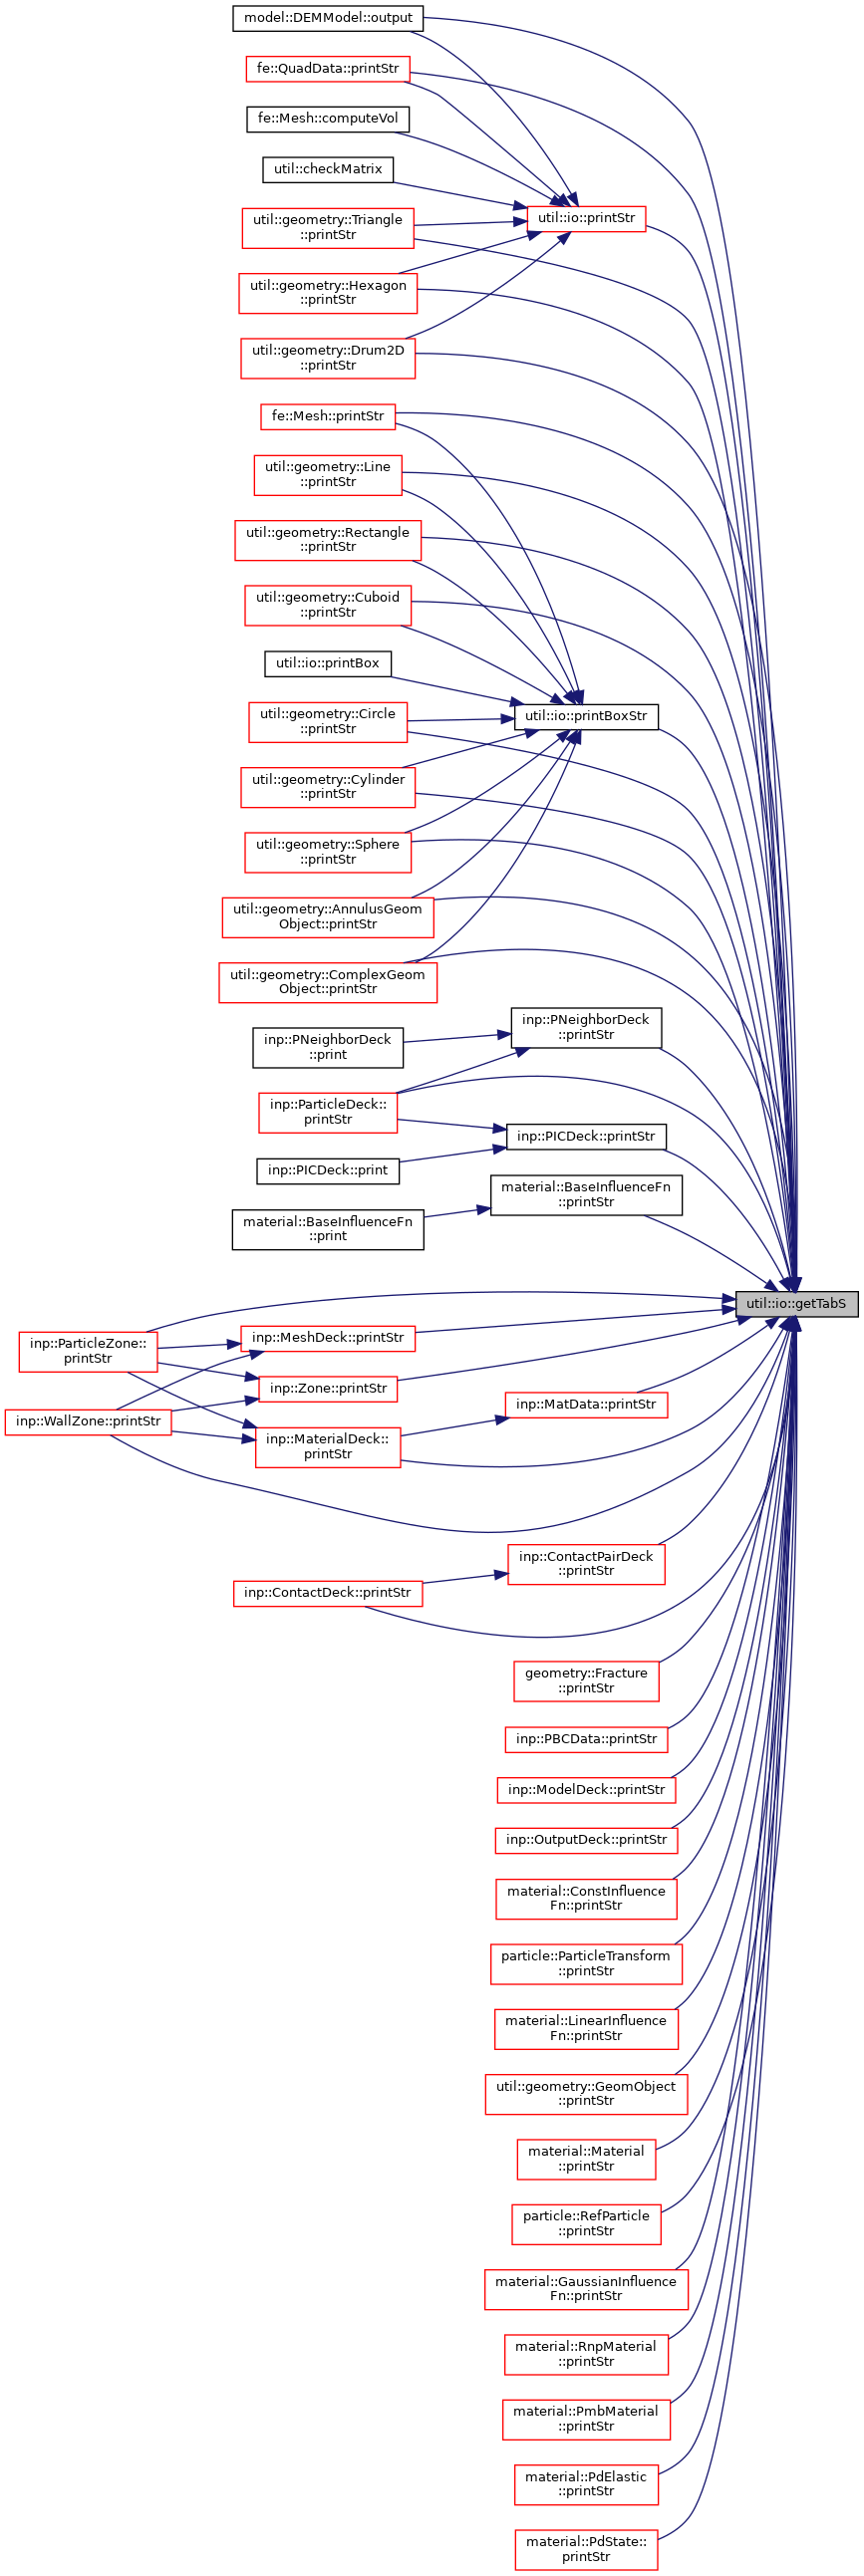 model::DEMModel::output
fe::QuadData::printStr
fe::Mesh::computeVol
util::checkMatrix
util::geometry::Triangle
::printStr
util::io::printStr
util::geometry::Hexagon
::printStr
util::geometry::Drum2D
::printStr
fe::Mesh::printStr
util::geometry::Line
::printStr
util::geometry::Rectangle
::printStr
util::geometry::Cuboid
::printStr
util::io::printBox
util::geometry::Circle
::printStr
util::io::printBoxStr
util::geometry::Cylinder
::printStr
util::geometry::Sphere
::printStr
util::geometry::AnnulusGeom
Object::printStr
util::geometry::ComplexGeom
Object::printStr
inp::PNeighborDeck
::printStr
inp::PNeighborDeck
::print
inp::ParticleDeck::
printStr
inp::PICDeck::printStr
inp::PICDeck::print
material::BaseInfluenceFn
::printStr
material::BaseInfluenceFn
::print
util::io::getTabS
inp::ParticleZone::
printStr
inp::MeshDeck::printStr
inp::Zone::printStr
inp::MatData::printStr
inp::WallZone::printStr
inp::MaterialDeck::
printStr
inp::ContactPairDeck
::printStr
inp::ContactDeck::printStr
geometry::Fracture
::printStr
inp::PBCData::printStr
inp::ModelDeck::printStr
inp::OutputDeck::printStr
material::ConstInfluence
Fn::printStr
particle::ParticleTransform
::printStr
material::LinearInfluence
Fn::printStr
util::geometry::GeomObject
::printStr
material::Material
::printStr
particle::RefParticle
::printStr
material::GaussianInfluence
Fn::printStr
material::RnpMaterial
::printStr
material::PmbMaterial
::printStr
material::PdElastic
::printStr
material::PdState::
printStr